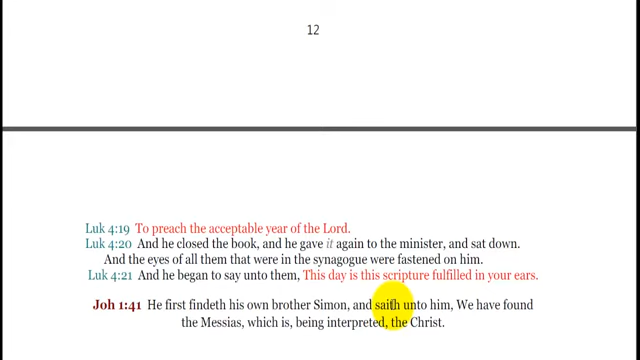 12
Luk 4:19 To preach the acceptable year of the Lord.
Luk 4:20 And he closed the book, and he gave it again to the minister, and sat down.
And the eyes of all them that were in the synagogue were fastened on him.
Luk 4:21 And he began to say unto them, This day is this scripture fulfilled in your ears.
Joh 1:41 He first findeth his own brother Simon, and saith unto him, We have found
the Messias, which is, being interpreted, the Christ.